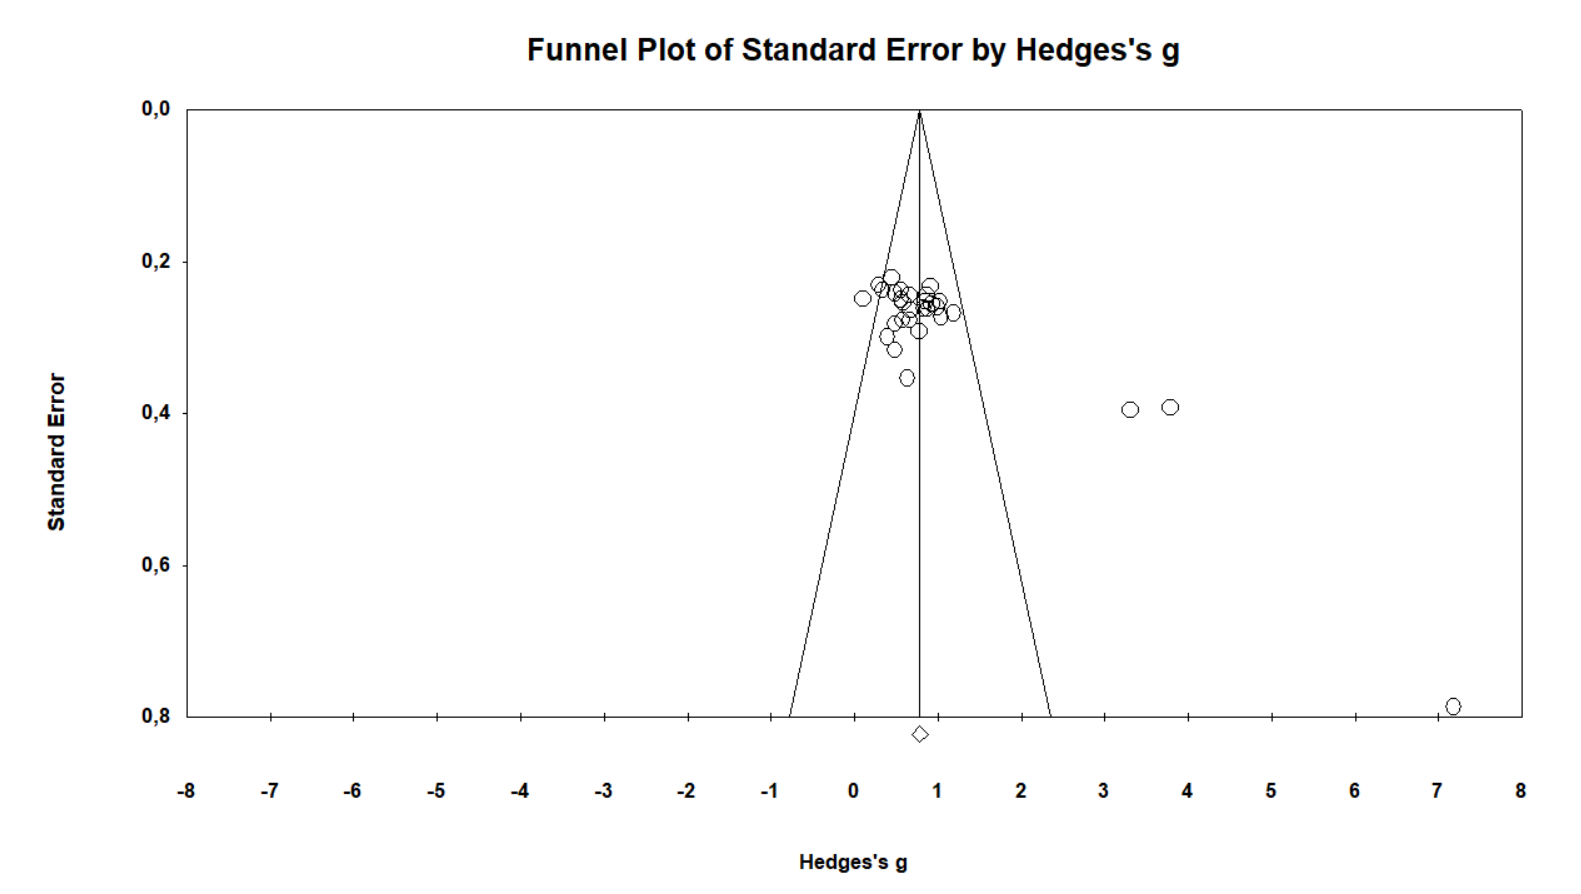 Funnel Plot of Standard Error by Hedges's g
0,0
0,2
0,4
0,6
0,8
Standard Error
-8 -7 -6 -5 -4 -3 -2 -1 0 1 2 3 4 5 6 7 8
Hedges's g